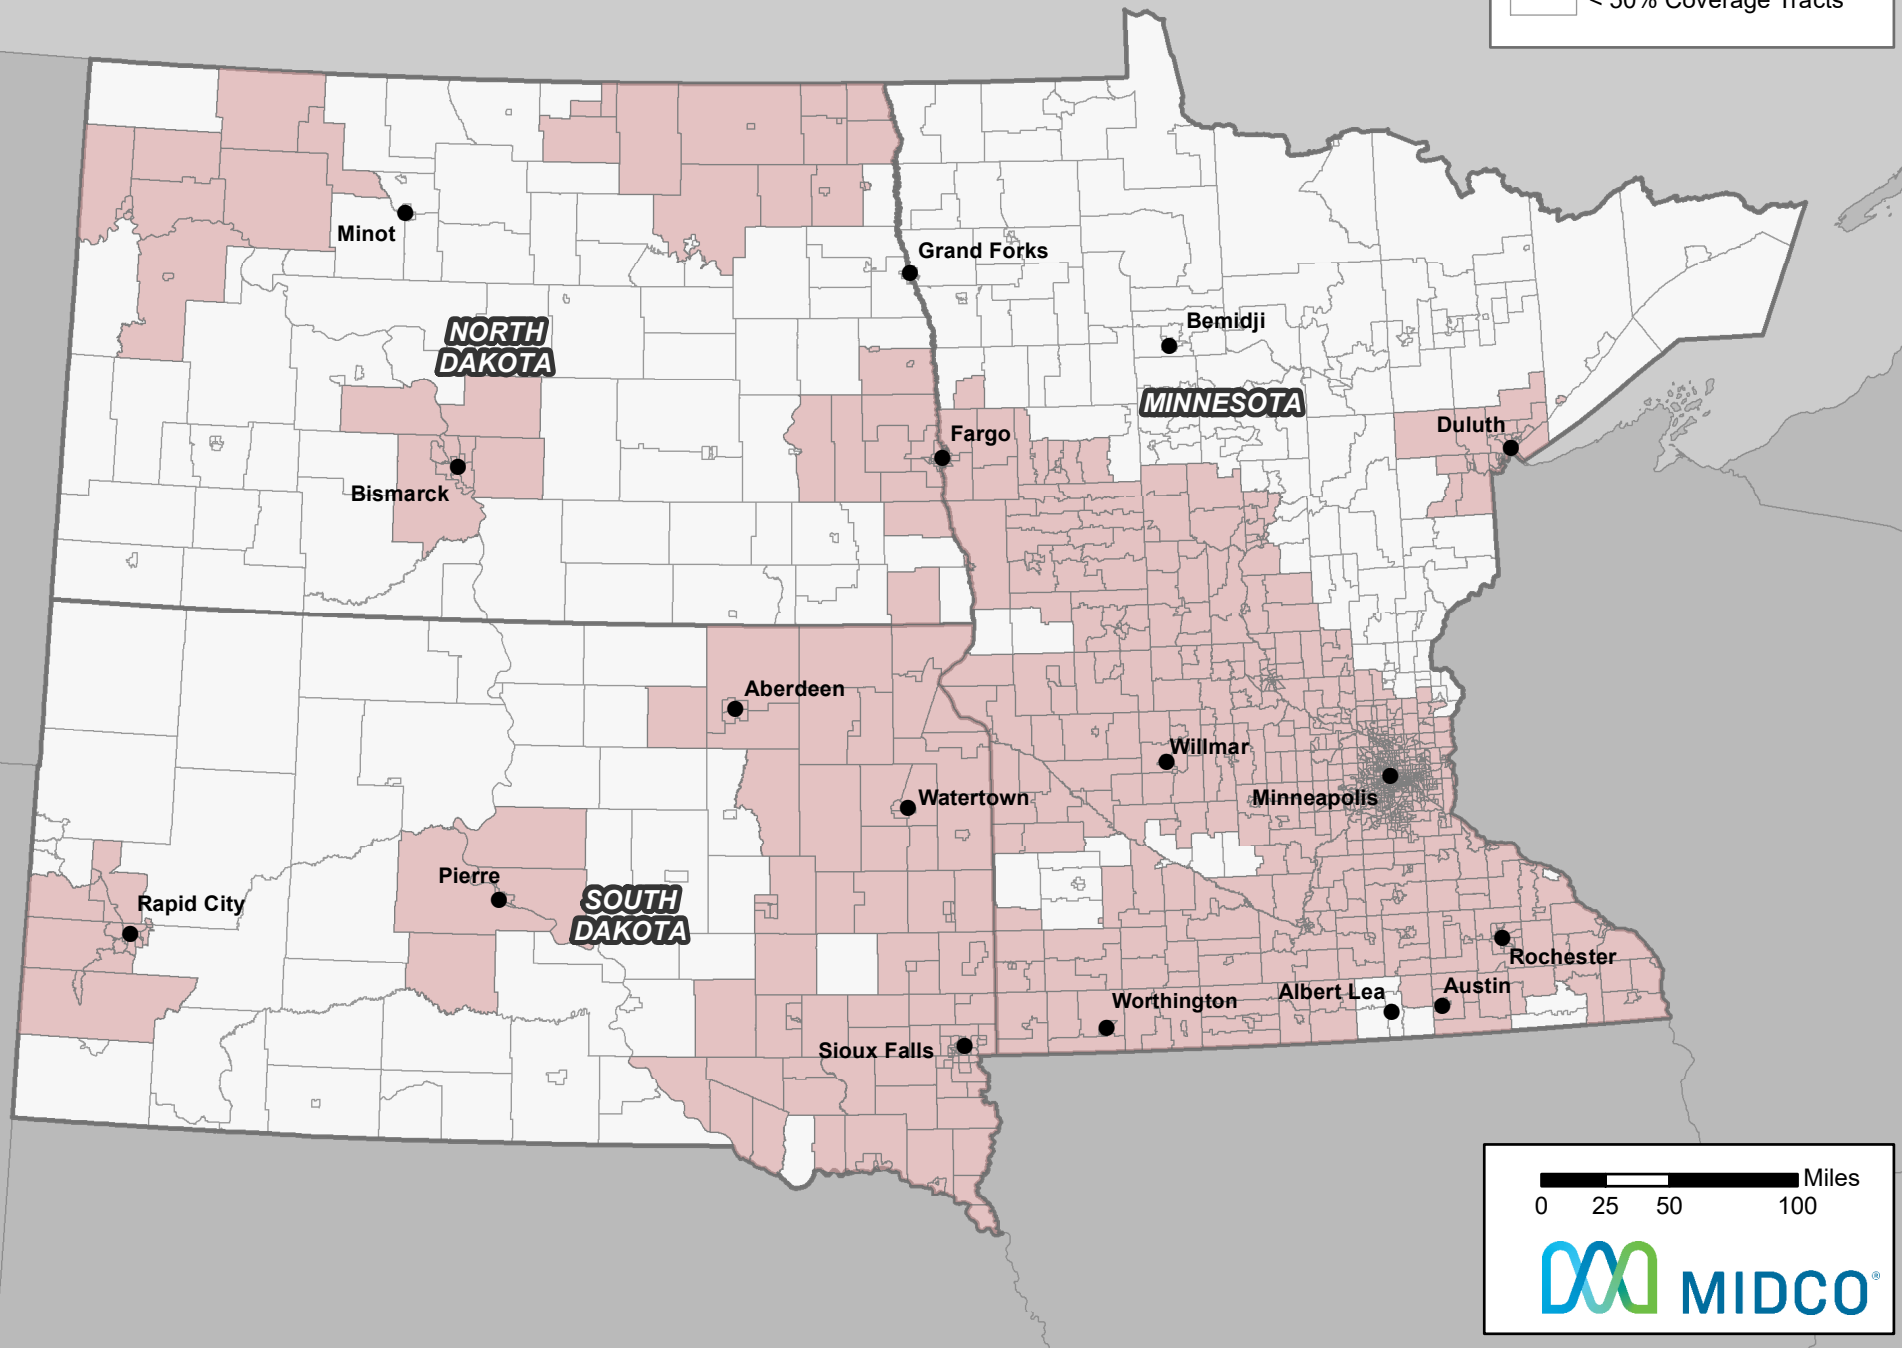 < 50% Coverage Tracts
Minot
Grand Forks
NORTH
DAKOTA
Bemidji
MINNESOTA
Duluth
Fargo
Bismarck
Aberdeen
Willmar
Watertown
Minneapolis
Pierre
SOUTH
DAKOTA
Rapid City
Rochester
Albert Lea
Austin
Worthington
Sioux Falls
Miles
0 25 50 100
MIDCO®